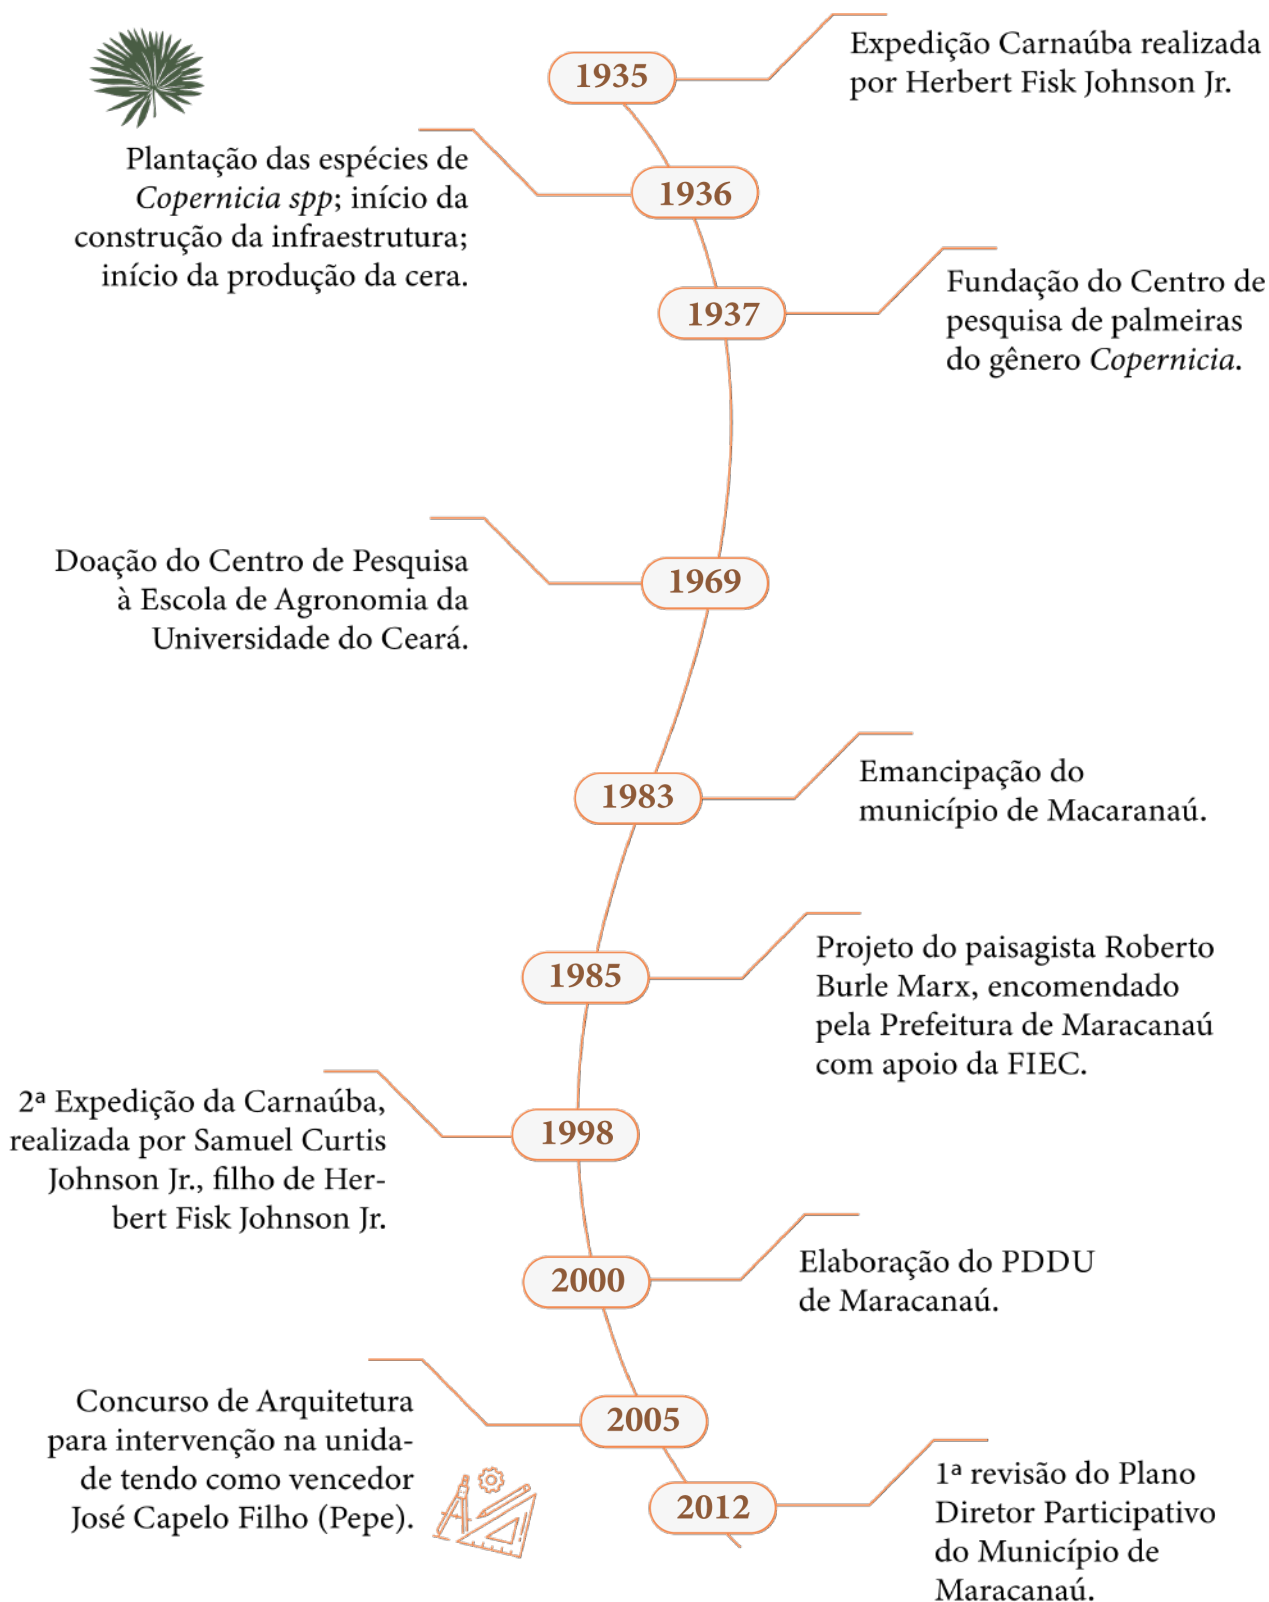 1935
Expedição Carnaúba realizada
por Herbert Fisk Johnson Jr.
1936
Plantação das espécies de
Copernicia spp; início da
construção da infraestrutura;
início da produção da cera.
1937
Fundação do Centro de
pesquisa de palmeiras
do gênero Copernicia.
1969
Doação do Centro de Pesquisa
à Escola de Agronomia da
Universidade do Ceará.
1983
Emancipação do
município de Macaranaú.
1985
Projeto do paisagista Roberto
Burle Marx, encomendado
pela Prefeitura de Maracanaú
com apoio da FIEC.
1998
2ª Expedição da Carnaúba,
realizada por Samuel Curtis
Johnson Jr., filho de Her-
bert Fisk Johnson Jr.
2000
Elaboração do PDDU
de Maracanaú.
2005
Concurso de Arquitetura
para intervenção na unida-
de tendo como vencedor
José Capelo Filho (Pepe).
2012
1ª revisão do Plano
Diretor Participativo
do Município de
Maracanaú.